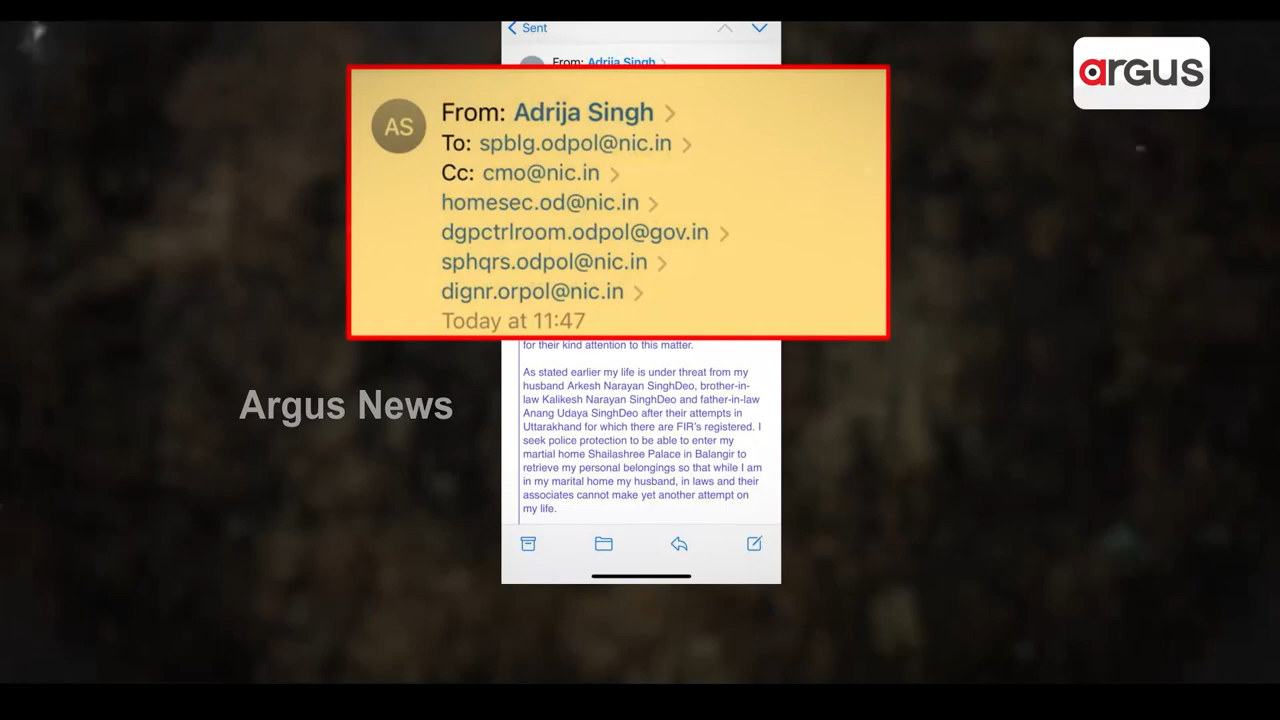 Sent
From: Adrija Singh
argus
AS
From: Adrija Singh
To: spblg.odpol@nic.in
Cc: cmo@nic.in
homesec.od@nic.in
dgpctrlroom.odpol@gov.in
sphqrs.odpol@nic.in
dignr.orpol@nic.in
Today at 11:47
for their kind attention to this matter.
As stated earlier my life is under threat from my
husband Arkesh Narayan SinghDeo, brother-in-
law Kalikesh Narayan SinghDeo and father-in-law
Anang Udaya SinghDeo after their attempts in
Uttarakhand for which there are FIR's registered. I
seek police protection to be able to enter my
martial home Shailashree Palace in Balangir to
retrieve my personal belongings so that while I am
in my marital home my husband, in laws and their
associates cannot make yet another attempt on
my life.
Argus News